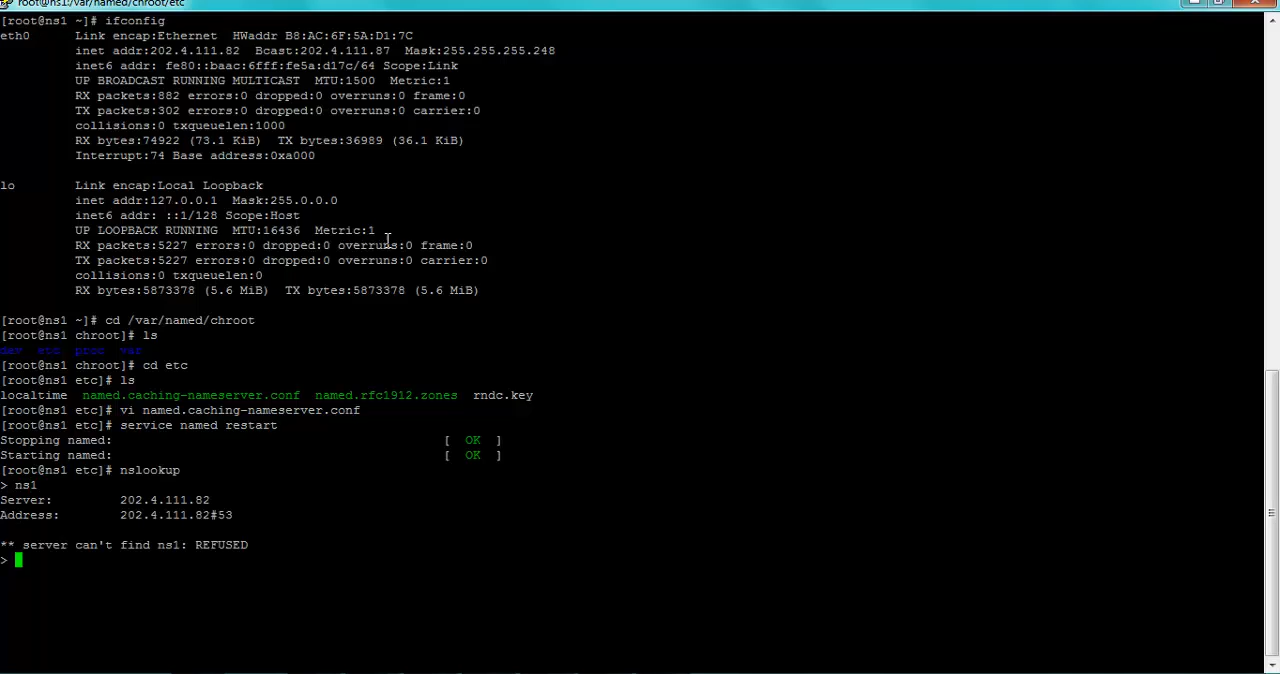 root@ns1:/var/named/chroot/etc
[root@ns1 ~]# ifconfig
eth0      Link encap:Ethernet  HWaddr B8:AC:6F:5A:D1:7C
          inet addr:202.4.111.82  Bcast:202.4.111.87  Mask:255.255.255.248
          inet6 addr: fe80::baac:6fff:fe5a:d17c/64 Scope:Link
          UP BROADCAST RUNNING MULTICAST  MTU:1500  Metric:1
          RX packets:882 errors:0 dropped:0 overruns:0 frame:0
          TX packets:302 errors:0 dropped:0 overruns:0 carrier:0
          collisions:0 txqueuelen:1000
          RX bytes:74922 (73.1 KiB)  TX bytes:36989 (36.1 KiB)
          Interrupt:74 Base address:0xa000
lo        Link encap:Local Loopback
          inet addr:127.0.0.1  Mask:255.0.0.0
          inet6 addr: ::1/128 Scope:Host
          UP LOOPBACK RUNNING  MTU:16436  Metric:1
          RX packets:5227 errors:0 dropped:0 overruns:0 frame:0
          TX packets:5227 errors:0 dropped:0 overruns:0 carrier:0
          collisions:0 txqueuelen:0
          RX bytes:5873378 (5.6 MiB)  TX bytes:5873378 (5.6 MiB)
[root@ns1 ~]# cd /var/named/chroot
[root@ns1 chroot]# ls
dev  etc  proc  var
[root@ns1 chroot]# cd etc
[root@ns1 etc]# ls
localtime  named.caching-nameserver.conf  named.rfc1912.zones  rndc.key
[root@ns1 etc]# vi named.caching-nameserver.conf
[root@ns1 etc]# service named restart
Stopping named:                                            [  OK  ]
Starting named:                                            [  OK  ]
[root@ns1 etc]# nslookup
> ns1
Server:         202.4.111.82
Address:        202.4.111.82#53
** server can't find ns1: REFUSED
>